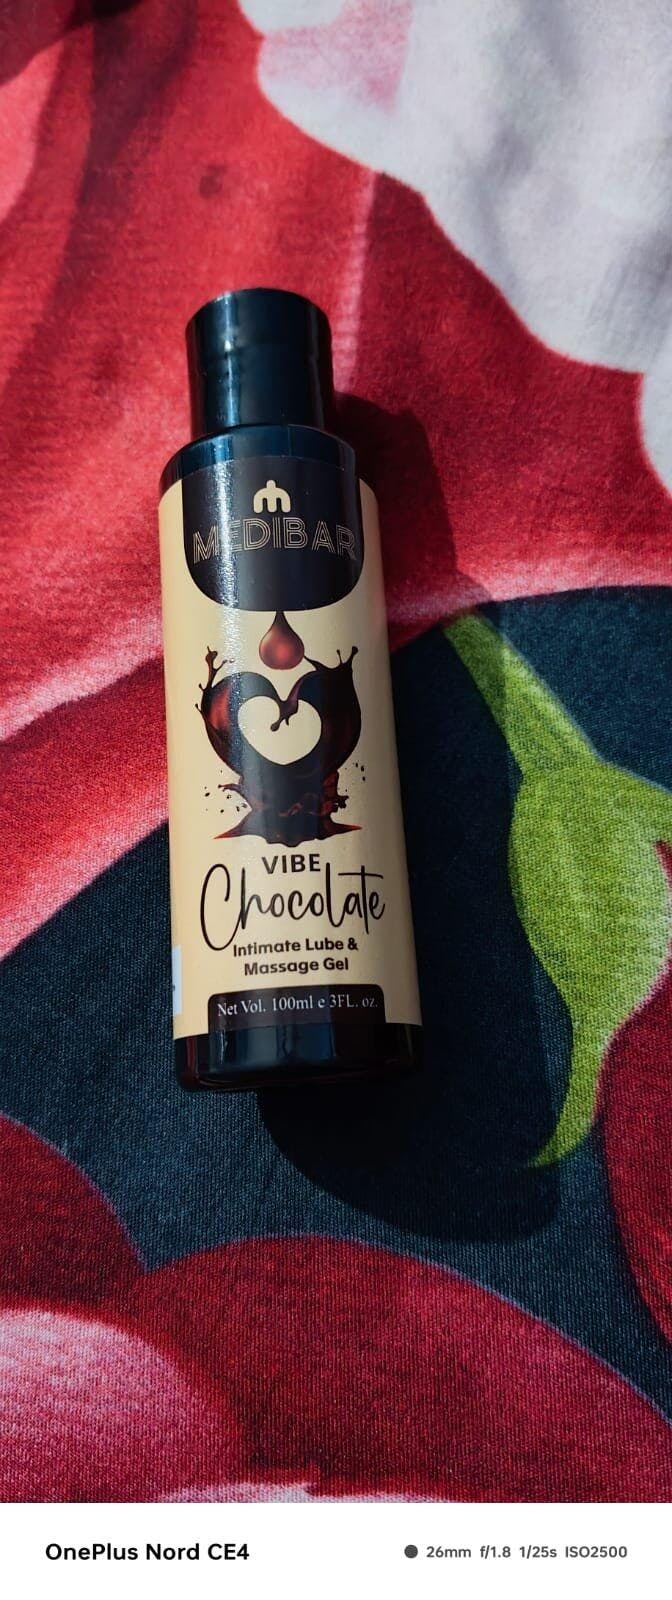 MEDIBAR
VIBE
Chocolate
Intimate Lube &
Massage Gel
Net Vol. 100ml e 3FL. oz.
OnePlus Nord CE4
26mm f/1.8 1/25s ISO2500